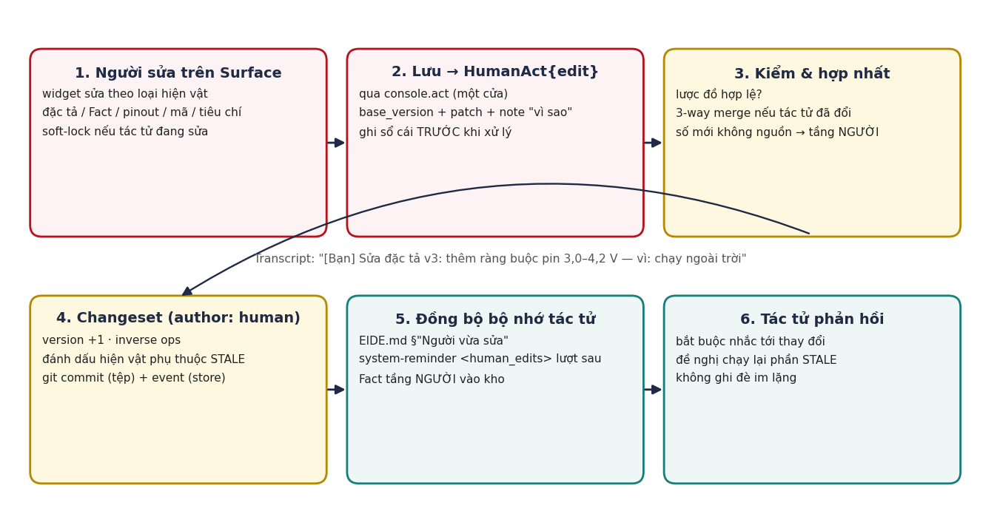 1. Người sửa trên Surface
widget sửa theo loại hiện vật
đặc tả / Fact / pinout / mã / tiêu chí
soft-lock nếu tác tử đang sửa
2. Lưu → HumanAct{edit}
qua console.act (một cửa)
base_version + patch + note "vì sao"
ghi sổ cái TRƯỚC khi xử lý
3. Kiểm & hợp nhất
lược đồ hợp lệ?
3-way merge nếu tác tử đã đổi
số mới không nguồn → tầng NGƯỜI
Transcript: "[Bạn] Sửa đặc tả v3: thêm ràng buộc pin 3,0–4,2 V — vì: chạy ngoài trời"
4. Changeset (author: human)
version +1 · inverse ops
đánh dấu hiện vật phụ thuộc STALE
git commit (tệp) + event (store)
5. Đồng bộ bộ nhớ tác tử
EIDE.md §"Người vừa sửa"
system-reminder <human_edits> lượt sau
Fact tầng NGƯỜI vào kho
6. Tác tử phản hồi
bắt buộc nhắc tới thay đổi
đề nghị chạy lại phần STALE
không ghi đè im lặng